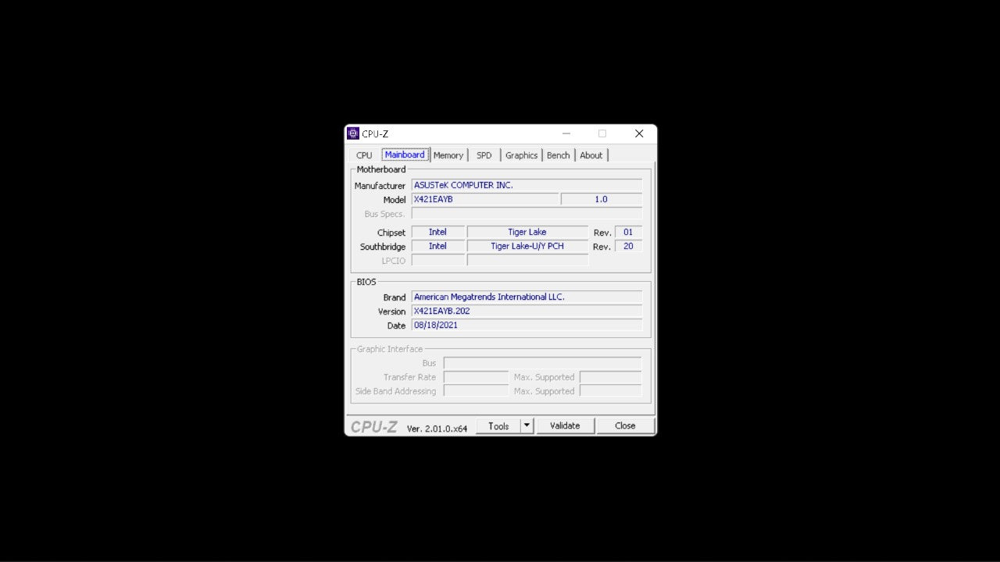 CPU-Z
CPU Mainboard Memory SPD Graphics Bench About
Motherboard
Manufacturer ASUSTeK COMPUTER INC.
Model X421EAYB 1.0
Bus Specs.
Chipset Intel Tiger Lake Rev. 01
Southbridge Intel Tiger Lake-U/Y PCH Rev. 20
LPCIO
BIOS
Brand American Megatrends International LLC.
Version X421EAYB.202
Date 08/18/2021
Graphic Interface
Bus
Transfer Rate Max. Supported
Side Band Addressing Max. Supported
CPU-Z Ver. 2.01.0.x64 Tools Validate Close